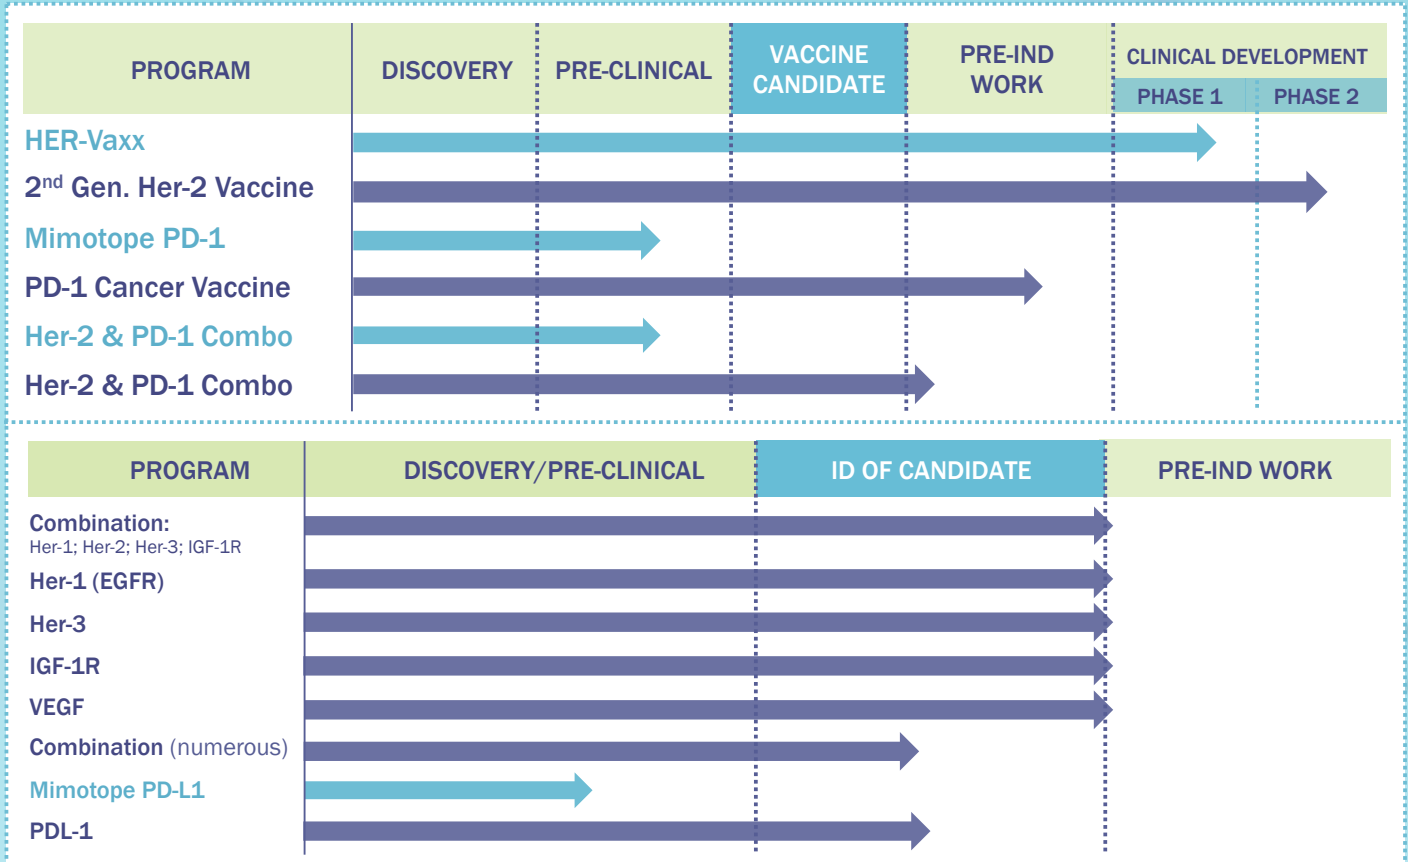 PROGRAM
DISCOVERY
PRE-CLINICAL
VACCINE
CANDIDATE
PRE-IND
WORK
CLINICAL DEVELOPMENT
PHASE 1
PHASE 2
HER-Vaxx
2nd Gen. Her-2 Vaccine
Mimotope PD-1
PD-1 Cancer Vaccine
Her-2 & PD-1 Combo
Her-2 & PD-1 Combo
PROGRAM
DISCOVERY/PRE-CLINICAL
ID OF CANDIDATE
PRE-IND WORK
Combination:
Her-1; Her-2; Her-3; IGF-1R
Her-1 (EGFR)
Her-3
IGF-1R
VEGF
Combination (numerous)
Mimotope PD-L1
PDL-1